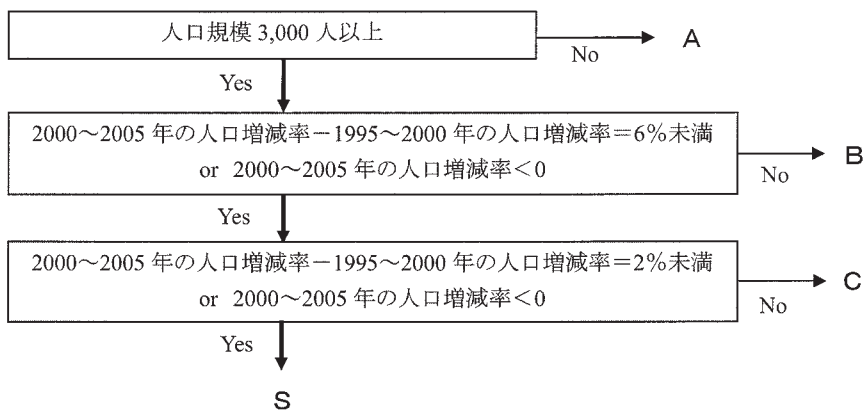 人口規模 3,000 人以上
No
A
Yes
2000～2005 年の人口増減率－1995～2000 年の人口増減率＝6%未満
or 2000～2005 年の人口増減率＜0
No
B
Yes
2000～2005 年の人口増減率－1995～2000 年の人口増減率＝2%未満
or 2000～2005 年の人口増減率＜0
No
C
Yes
S